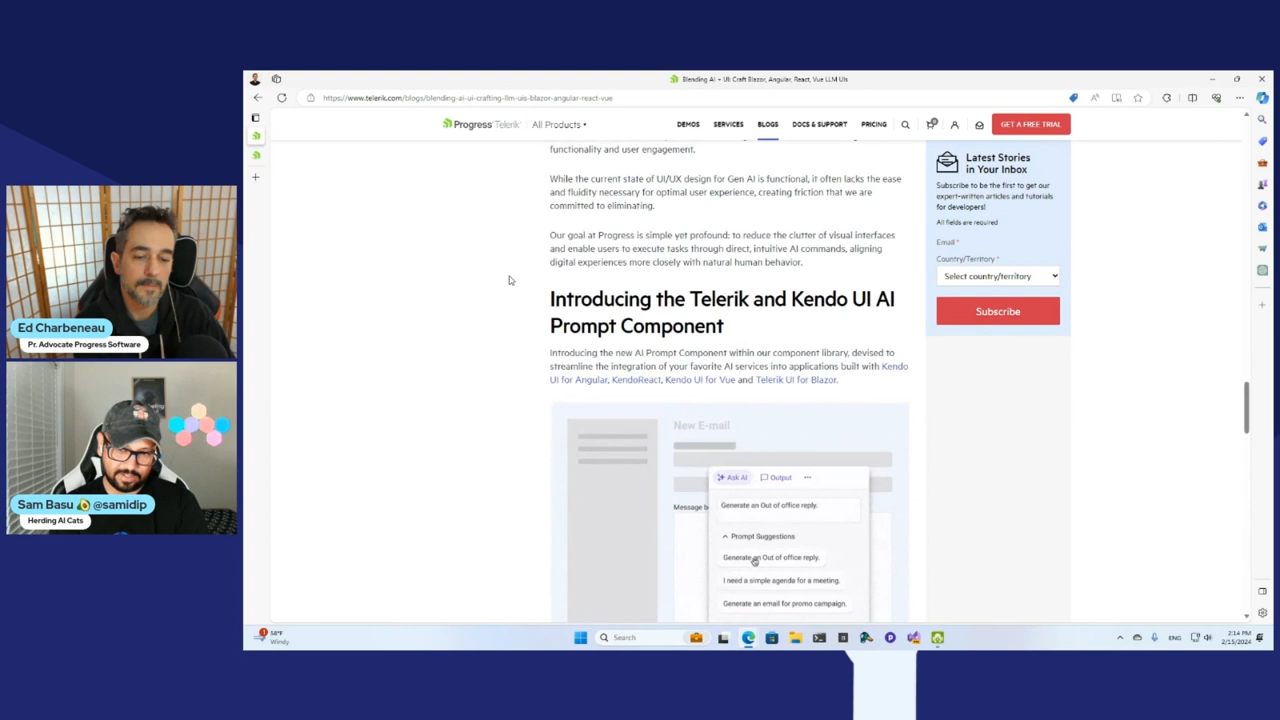 Blending AI + UI: Craft Blazor, Angular, React, Vue LLM UIs
https://www.telerik.com/blogs/blending-ai-ui-crafting-llm-uis-blazor-angular-react-vue
Progress Telerik
All Products
DEMOS
SERVICES
BLOGS
DOCS & SUPPORT
PRICING
GET A FREE TRIAL
functionality and user engagement.
While the current state of UI/UX design for Gen AI is functional, it often lacks the ease
and fluidity necessary for optimal user experience, creating friction that we are
committed to eliminating.
Our goal at Progress is simple yet profound: to reduce the clutter of visual interfaces
and enable users to execute tasks through direct, intuitive AI commands, aligning
digital experiences more closely with natural human behavior.
Introducing the Telerik and Kendo UI AI
Prompt Component
Introducing the new AI Prompt Component within our component library, devised to
streamline the integration of your favorite AI services into applications built with Kendo
UI for Angular, KendoReact, Kendo UI for Vue and Telerik UI for Blazor.
New E-mail
Ask AI
Output
Message b
Generate an Out of office reply.
Prompt Suggestions
Generate an Out of office reply.
I need a simple agenda for a meeting.
Generate an email for promo campaign.
Latest Stories
in Your Inbox
Subscribe to be the first to get our
expert-written articles and tutorials
for developers!
All fields are required
Email *
Country/Territory *
Select country/territory
Subscribe
Ed Charbeneau
Pr. Advocate Progress Software
Sam Basu 🥑 @samidip
Herding AI Cats
1
58°F
Windy
Search
ENG
2:14 PM
2/15/2024